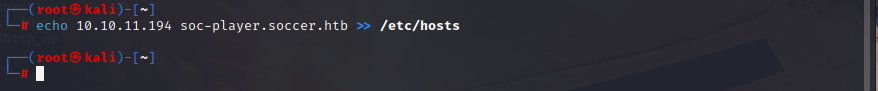 ┌──(root㉿kali)-[~]
└─# echo 10.10.11.194 soc-player.soccer.htb >> /etc/hosts
┌──(root㉿kali)-[~]
└─#